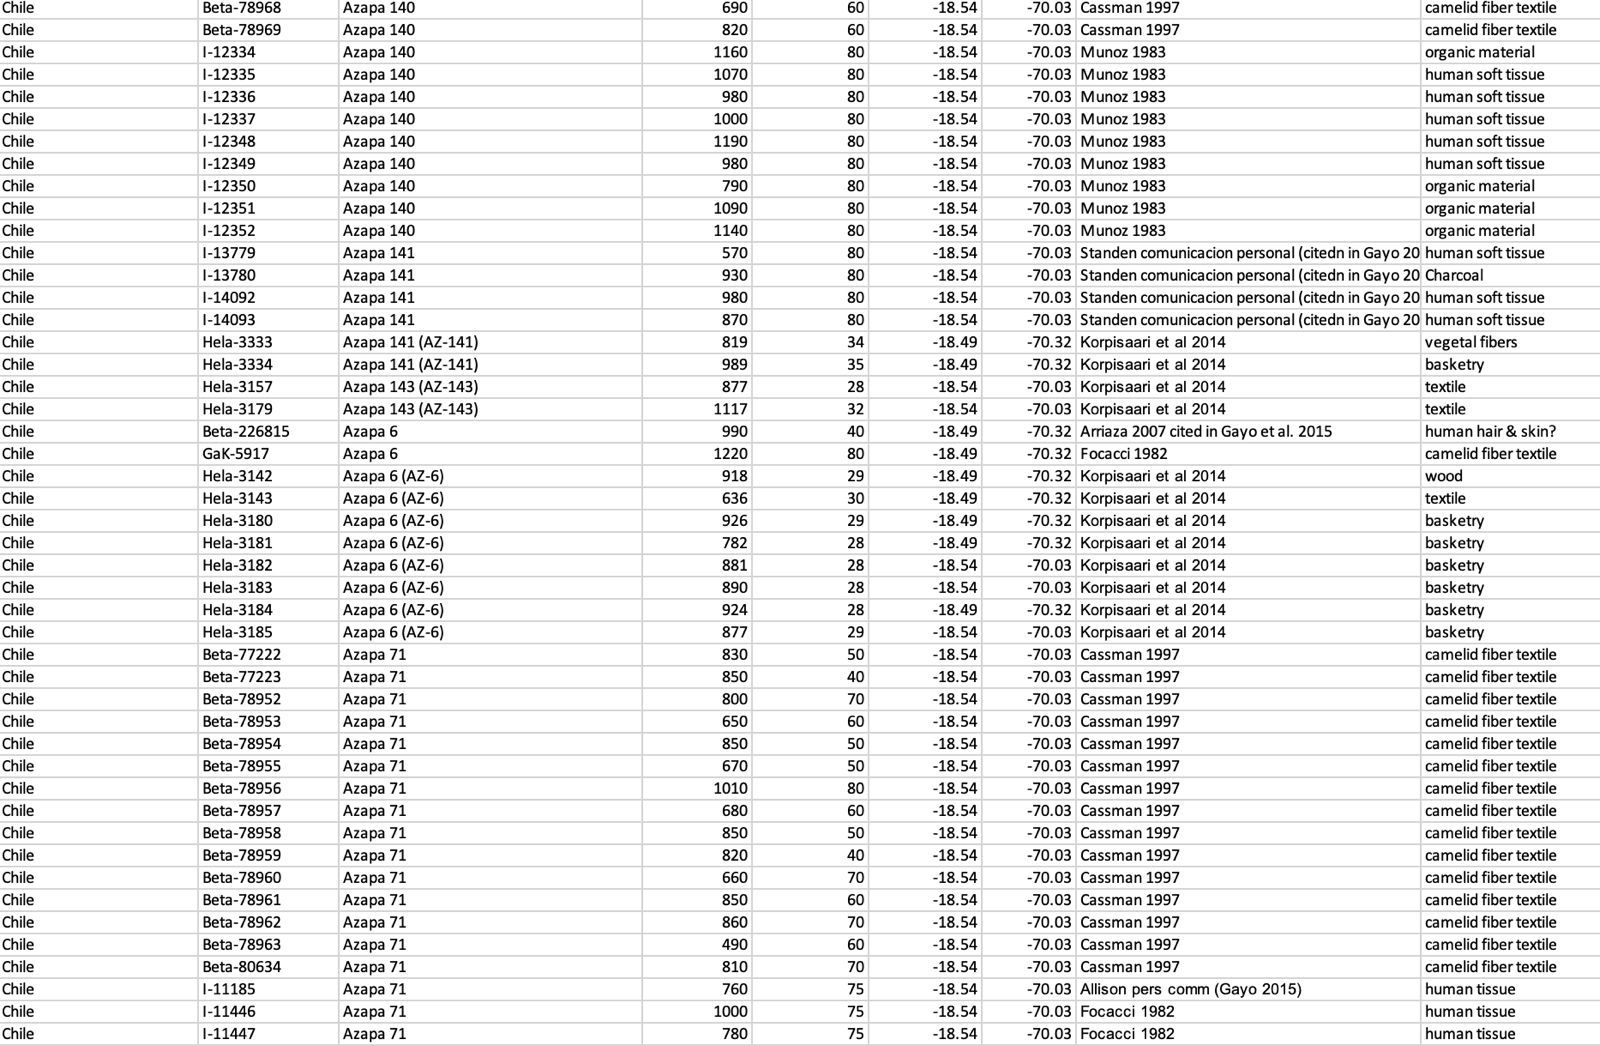 Chile Beta-78968 Azapa 140 690 60 -18.54 -70.03 Cassman 1997 camelid fiber textile
Chile Beta-78969 Azapa 140 820 60 -18.54 -70.03 Cassman 1997 camelid fiber textile
Chile I-12334 Azapa 140 1160 80 -18.54 -70.03 Munoz 1983 organic material
Chile I-12335 Azapa 140 1070 80 -18.54 -70.03 Munoz 1983 human soft tissue
Chile I-12336 Azapa 140 980 80 -18.54 -70.03 Munoz 1983 human soft tissue
Chile I-12337 Azapa 140 1000 80 -18.54 -70.03 Munoz 1983 human soft tissue
Chile I-12348 Azapa 140 1190 80 -18.54 -70.03 Munoz 1983 human soft tissue
Chile I-12349 Azapa 140 980 80 -18.54 -70.03 Munoz 1983 human soft tissue
Chile I-12350 Azapa 140 790 80 -18.54 -70.03 Munoz 1983 organic material
Chile I-12351 Azapa 140 1090 80 -18.54 -70.03 Munoz 1983 organic material
Chile I-12352 Azapa 140 1140 80 -18.54 -70.03 Munoz 1983 organic material
Chile I-13779 Azapa 141 570 80 -18.54 -70.03 Standen comunicacion personal (citedn in Gayo 20 human soft tissue
Chile I-13780 Azapa 141 930 80 -18.54 -70.03 Standen comunicacion personal (citedn in Gayo 20 Charcoal
Chile I-14092 Azapa 141 980 80 -18.54 -70.03 Standen comunicacion personal (citedn in Gayo 20 human soft tissue
Chile I-14093 Azapa 141 870 80 -18.54 -70.03 Standen comunicacion personal (citedn in Gayo 20 human soft tissue
Chile Hela-3333 Azapa 141 (AZ-141) 819 34 -18.49 -70.32 Korpisaari et al 2014 vegetal fibers
Chile Hela-3334 Azapa 141 (AZ-141) 989 35 -18.49 -70.32 Korpisaari et al 2014 basketry
Chile Hela-3157 Azapa 143 (AZ-143) 877 28 -18.54 -70.03 Korpisaari et al 2014 textile
Chile Hela-3179 Azapa 143 (AZ-143) 1117 32 -18.54 -70.03 Korpisaari et al 2014 textile
Chile Beta-226815 Azapa 6 990 40 -18.49 -70.32 Arriaza 2007 cited in Gayo et al. 2015 human hair & skin?
Chile GaK-5917 Azapa 6 1220 80 -18.49 -70.32 Focacci 1982 camelid fiber textile
Chile Hela-3142 Azapa 6 (AZ-6) 918 29 -18.49 -70.32 Korpisaari et al 2014 wood
Chile Hela-3143 Azapa 6 (AZ-6) 636 30 -18.49 -70.32 Korpisaari et al 2014 textile
Chile Hela-3180 Azapa 6 (AZ-6) 926 29 -18.49 -70.32 Korpisaari et al 2014 basketry
Chile Hela-3181 Azapa 6 (AZ-6) 782 28 -18.49 -70.32 Korpisaari et al 2014 basketry
Chile Hela-3182 Azapa 6 (AZ-6) 881 28 -18.54 -70.03 Korpisaari et al 2014 basketry
Chile Hela-3183 Azapa 6 (AZ-6) 890 28 -18.54 -70.03 Korpisaari et al 2014 basketry
Chile Hela-3184 Azapa 6 (AZ-6) 924 28 -18.49 -70.32 Korpisaari et al 2014 basketry
Chile Hela-3185 Azapa 6 (AZ-6) 877 29 -18.54 -70.03 Korpisaari et al 2014 basketry
Chile Beta-77222 Azapa 71 830 50 -18.54 -70.03 Cassman 1997 camelid fiber textile
Chile Beta-77223 Azapa 71 850 40 -18.54 -70.03 Cassman 1997 camelid fiber textile
Chile Beta-78952 Azapa 71 800 70 -18.54 -70.03 Cassman 1997 camelid fiber textile
Chile Beta-78953 Azapa 71 650 60 -18.54 -70.03 Cassman 1997 camelid fiber textile
Chile Beta-78954 Azapa 71 850 50 -18.54 -70.03 Cassman 1997 camelid fiber textile
Chile Beta-78955 Azapa 71 670 50 -18.54 -70.03 Cassman 1997 camelid fiber textile
Chile Beta-78956 Azapa 71 1010 80 -18.54 -70.03 Cassman 1997 camelid fiber textile
Chile Beta-78957 Azapa 71 680 60 -18.54 -70.03 Cassman 1997 camelid fiber textile
Chile Beta-78958 Azapa 71 850 50 -18.54 -70.03 Cassman 1997 camelid fiber textile
Chile Beta-78959 Azapa 71 820 40 -18.54 -70.03 Cassman 1997 camelid fiber textile
Chile Beta-78960 Azapa 71 660 70 -18.54 -70.03 Cassman 1997 camelid fiber textile
Chile Beta-78961 Azapa 71 850 60 -18.54 -70.03 Cassman 1997 camelid fiber textile
Chile Beta-78962 Azapa 71 860 70 -18.54 -70.03 Cassman 1997 camelid fiber textile
Chile Beta-78963 Azapa 71 490 60 -18.54 -70.03 Cassman 1997 camelid fiber textile
Chile Beta-80634 Azapa 71 810 70 -18.54 -70.03 Cassman 1997 camelid fiber textile
Chile I-11185 Azapa 71 760 75 -18.54 -70.03 Allison pers comm (Gayo 2015) human tissue
Chile I-11446 Azapa 71 1000 75 -18.54 -70.03 Focacci 1982 human tissue
Chile I-11447 Azapa 71 780 75 -18.54 -70.03 Focacci 1982 human tissue